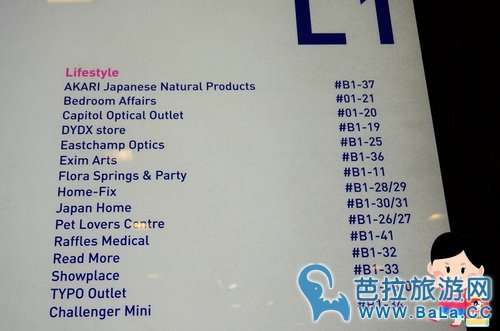 L1
Lifestyle
AKARI Japanese Natural Products #B1-37
Bedroom Affairs #01-21
Capitol Optical Outlet #01-20
DYDX store #B1-19
Eastchamp Optics #B1-25
Exim Arts #B1-36
Flora Springs & Party #B1-11
Home-Fix #B1-28/29
Japan Home #B1-30/31
Pet Lovers Centre #B1-26/27
Raffles Medical #B1-41
Read More #B1-32
Showplace #B1-33
TYPO Outlet
Challenger Mini
芭拉旅游网
www.BaLa.CC